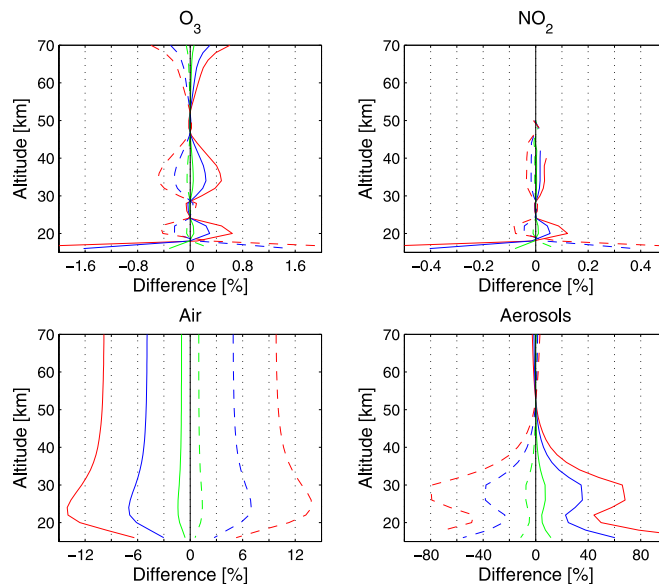 O3
NO2
Altitude [km]
70
60
50
40
30
20
−1.6 −0.8 0 0.8 1.6
Difference [%]
Altitude [km]
70
60
50
40
30
20
−0.4 −0.2 0 0.2 0.4
Difference [%]
Air
Aerosols
Altitude [km]
70
60
50
40
30
20
−12 −6 0 6 12
Difference [%]
Altitude [km]
70
60
50
40
30
20
−80 −40 0 40 80
Difference [%]